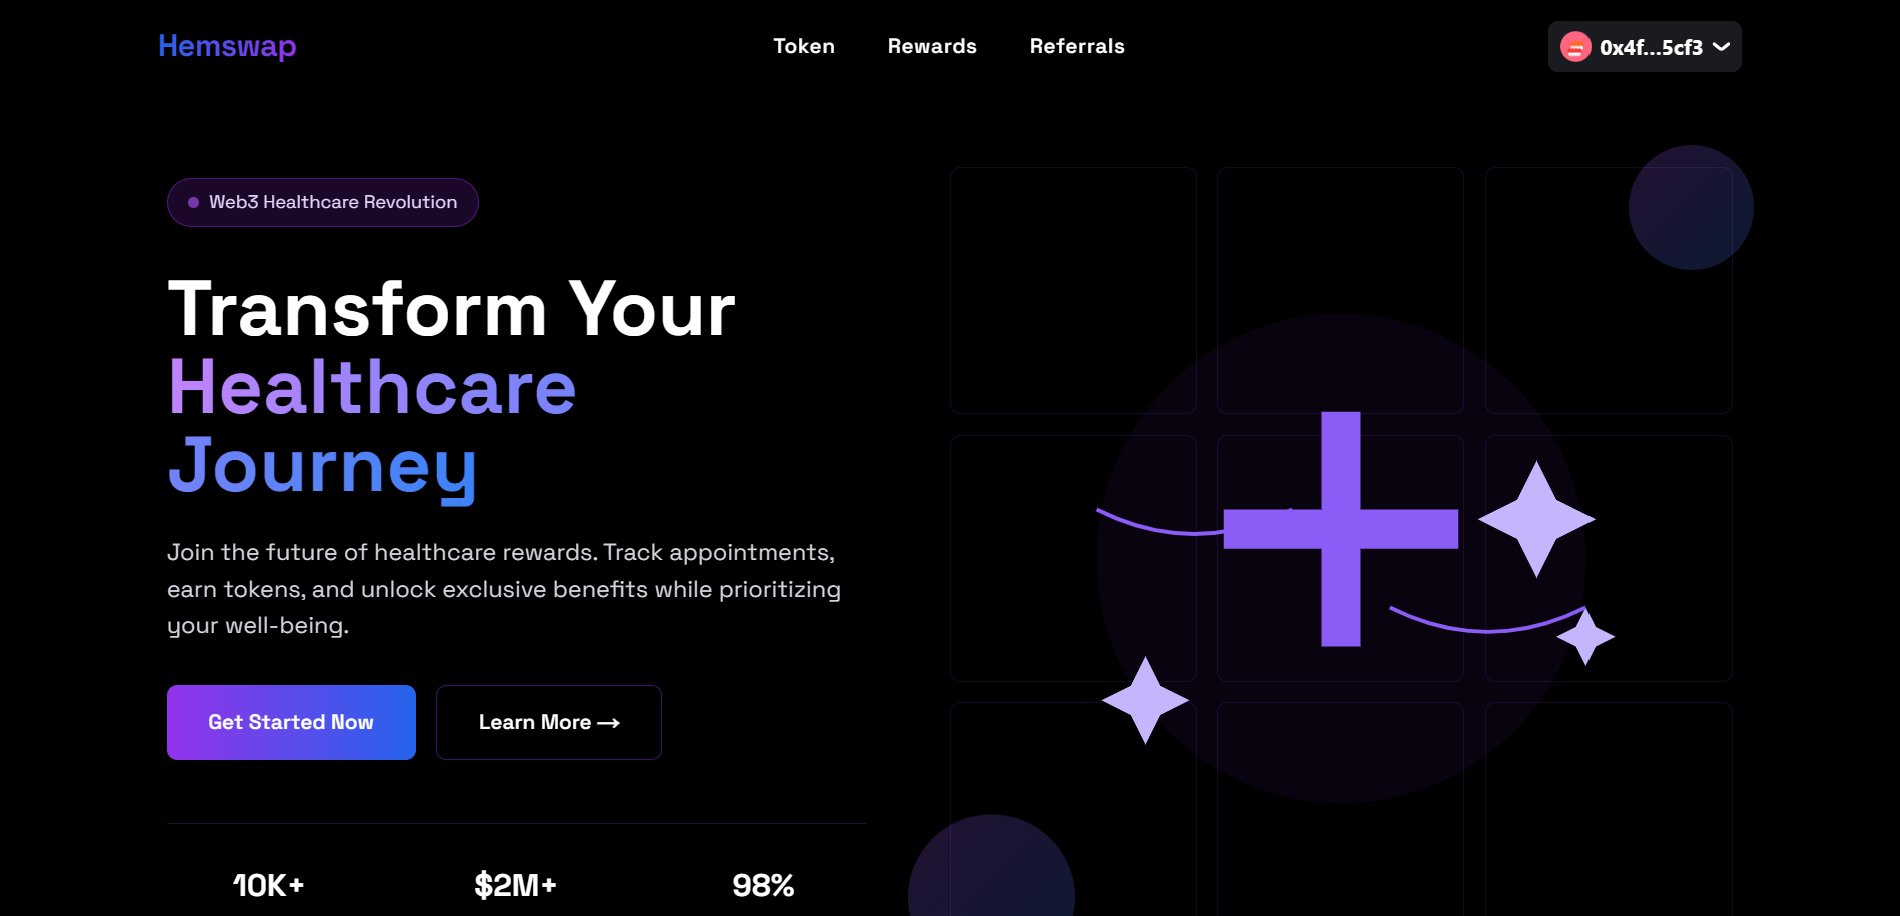 Hemswap
Token
Rewards
Referrals
0x4f...5cf3
Web3 Healthcare Revolution
Transform Your
Healthcare
Journey
Join the future of healthcare rewards. Track appointments,
earn tokens, and unlock exclusive benefits while prioritizing
your well-being.
Get Started Now
Learn More →
10K+
$2M+
98%